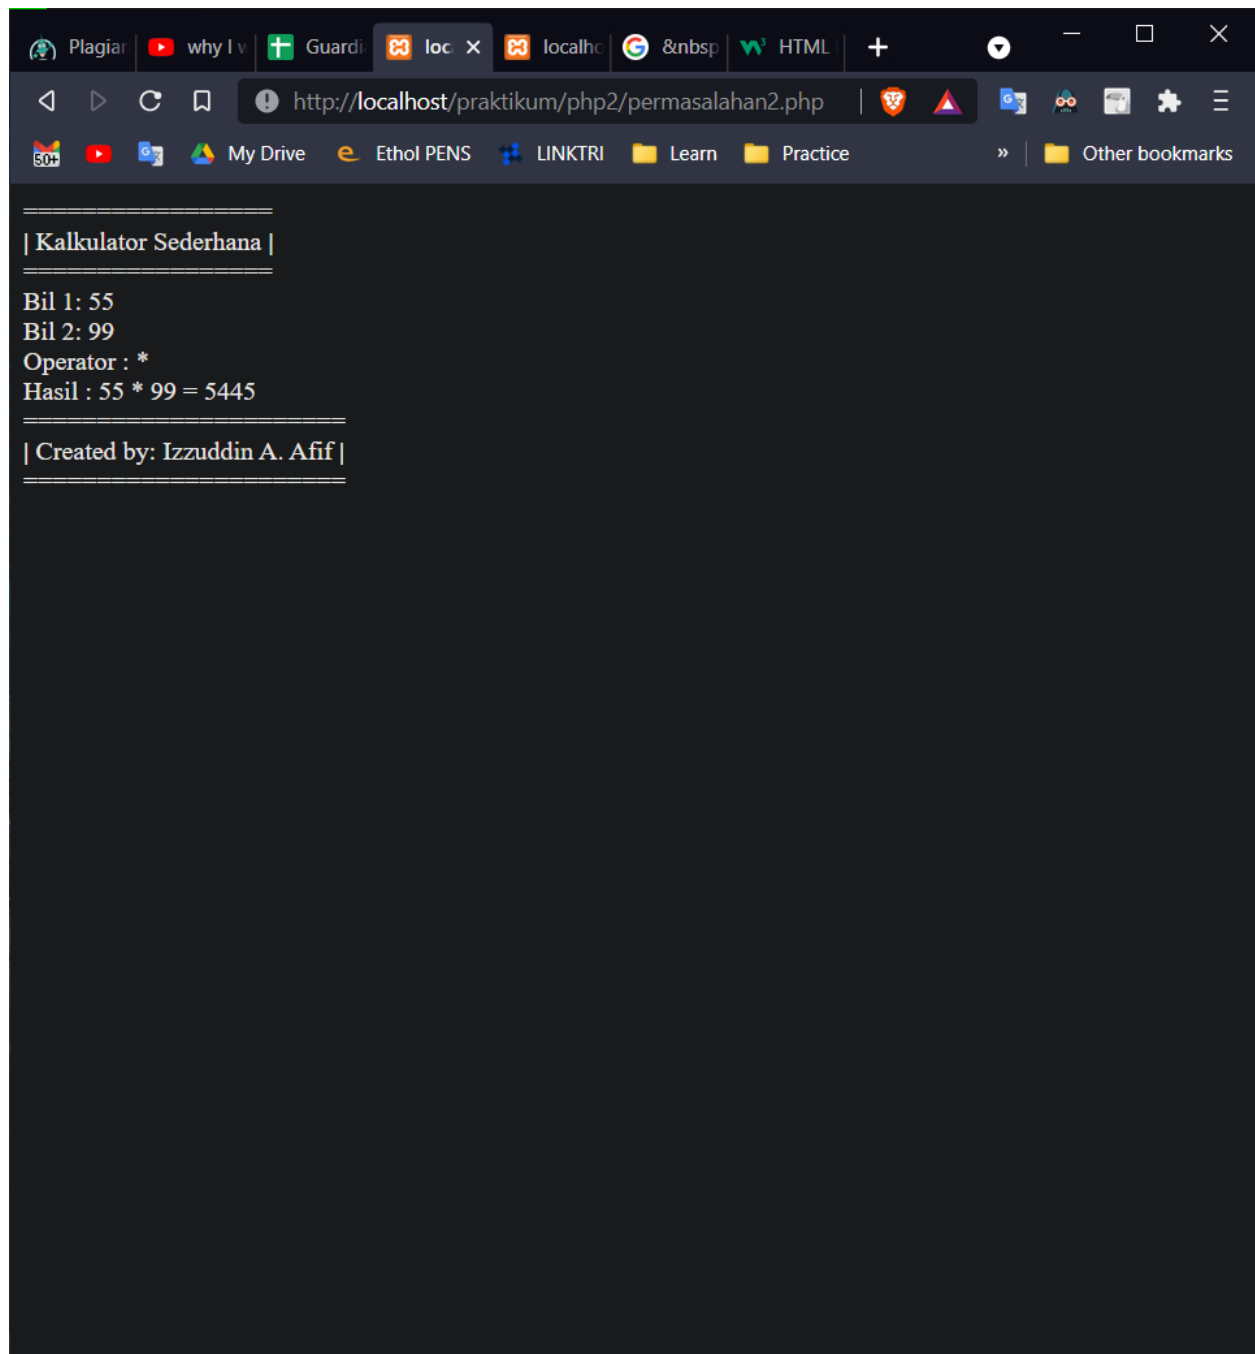 Plagiar why I w Guardi loc localho &nbsp HTML
http://localhost/praktikum/php2/permasalahan2.php
50+ My Drive Ethol PENS LINKTRI Learn Practice » Other bookmarks
=================
| Kalkulator Sederhana |
=================
Bil 1: 55
Bil 2: 99
Operator : *
Hasil : 55 * 99 = 5445
======================
| Created by: Izzuddin A. Afif |
======================